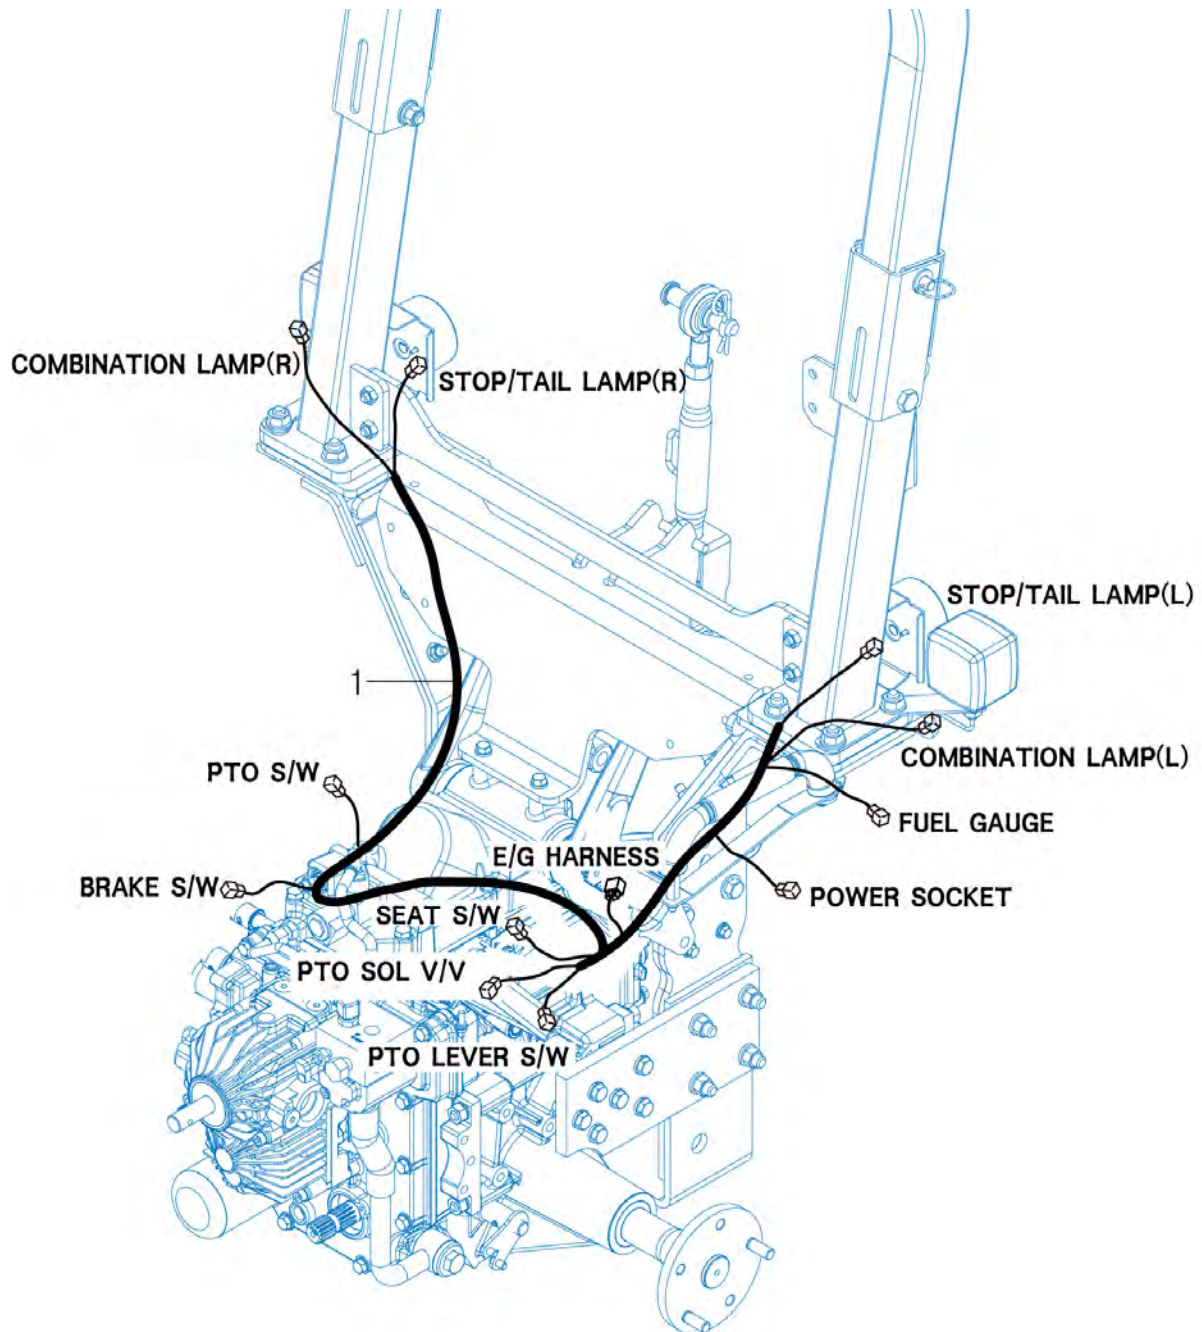 COMBINATION LAMP(R)
STOP/TAIL LAMP(R)
STOP/TAIL LAMP(L)
1
COMBINATION LAMP(L)
PTO S/W
FUEL GAUGE
E/G HARNESS
BRAKE S/W
POWER SOCKET
SEAT S/W
PTO SOL V/V
PTO LEVER S/W